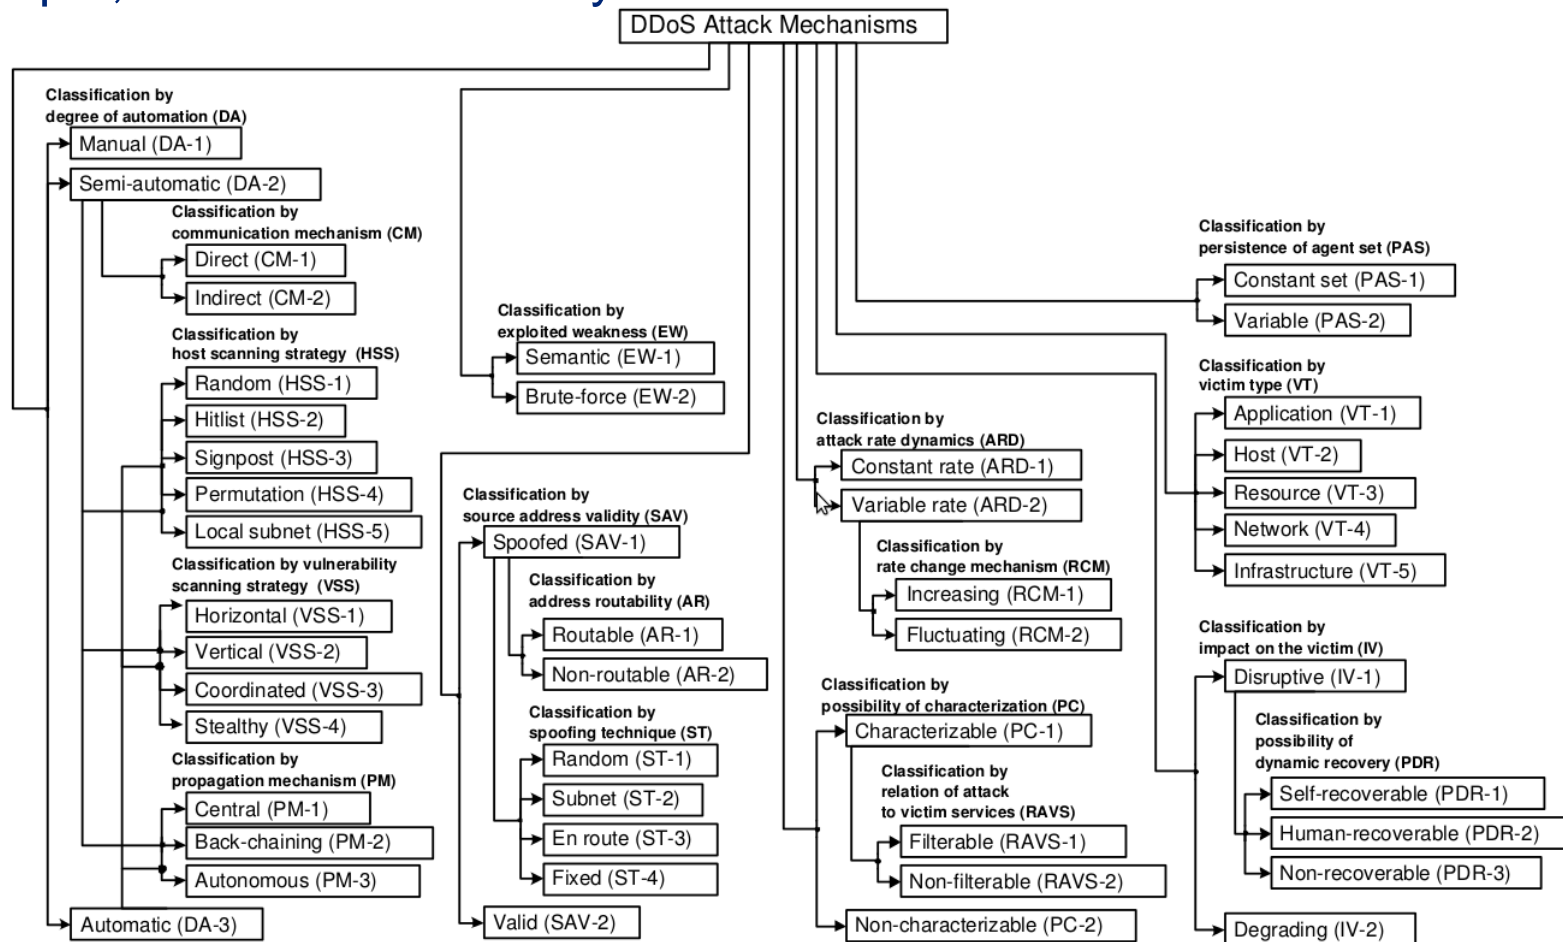 DDoS Attack Mechanisms
Classification by
degree of automation (DA)
Manual (DA-1)
Semi-automatic (DA-2)
Classification by
communication mechanism (CM)
Direct (CM-1)
Indirect (CM-2)
Classification by
host scanning strategy (HSS)
Random (HSS-1)
Hitlist (HSS-2)
Signpost (HSS-3)
Permutation (HSS-4)
Local subnet (HSS-5)
Classification by vulnerability
scanning strategy (VSS)
Horizontal (VSS-1)
Vertical (VSS-2)
Coordinated (VSS-3)
Stealthy (VSS-4)
Classification by
propagation mechanism (PM)
Central (PM-1)
Back-chaining (PM-2)
Autonomous (PM-3)
Automatic (DA-3)
Classification by
exploited weakness (EW)
Semantic (EW-1)
Brute-force (EW-2)
Classification by
source address validity (SAV)
Spoofed (SAV-1)
Classification by
address routability (AR)
Routable (AR-1)
Non-routable (AR-2)
Classification by
spoofing technique (ST)
Random (ST-1)
Subnet (ST-2)
En route (ST-3)
Fixed (ST-4)
Valid (SAV-2)
Classification by
attack rate dynamics (ARD)
Constant rate (ARD-1)
Variable rate (ARD-2)
Classification by
rate change mechanism (RCM)
Increasing (RCM-1)
Fluctuating (RCM-2)
Classification by
possibility of characterization (PC)
Characterizable (PC-1)
Classification by
relation of attack
to victim services (RAVS)
Filterable (RAVS-1)
Non-filterable (RAVS-2)
Non-characterizable (PC-2)
Classification by
persistence of agent set (PAS)
Constant set (PAS-1)
Variable (PAS-2)
Classification by
victim type (VT)
Application (VT-1)
Host (VT-2)
Resource (VT-3)
Network (VT-4)
Infrastructure (VT-5)
Classification by
impact on the victim (IV)
Disruptive (IV-1)
Classification by
possibility of
dynamic recovery (PDR)
Self-recoverable (PDR-1)
Human-recoverable (PDR-2)
Non-recoverable (PDR-3)
Degrading (IV-2)